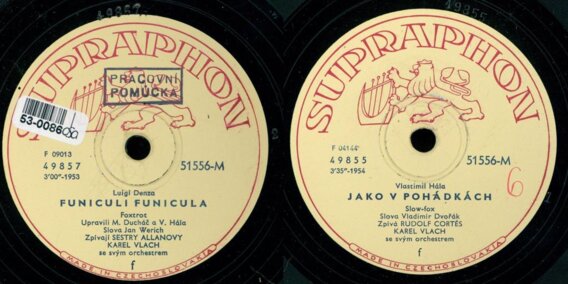 49857
SUPRAPHON
PRACOVNÍ
POMŮCKA
F 09013
49857
3'00"-1953
51556-M
Luigi Denza
FUNICULI FUNICULA
Foxtrot
Upravili M. Ducháč a V. Hála
Slova Jan Werich
Zpívají SESTRY ALLANOVY
KAREL VLACH
se svým orchestrem
f
MADE IN CZECHOSLOVAKIA
49855
SUPRAPHON
F 04144
49855
3'35"-1954
51556-M
Vlastimil Hála
JAKO V POHÁDKÁCH
Slow-fox
Slova Vladimír Dvořák
Zpívá RUDOLF CORTÉS
KAREL VLACH
se svým orchestrem
6
f
MADE IN CZECHOSLOVAKIA